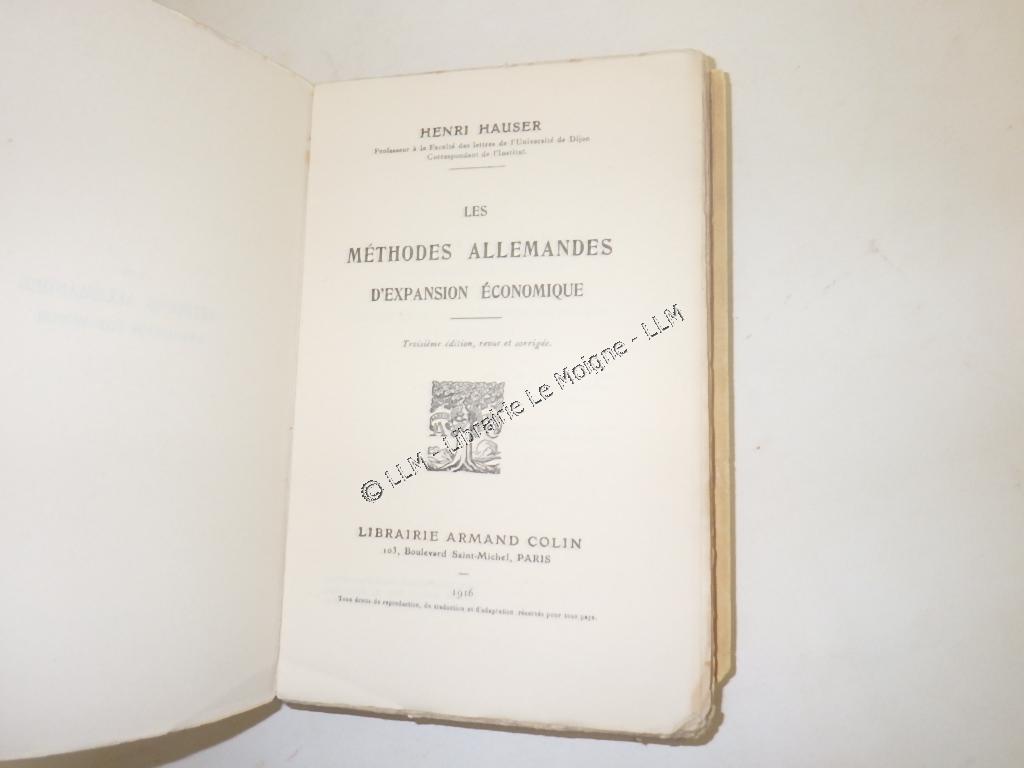 HENRI HAUSER
Professeur à la Faculté des lettres de l'Université de Dijon
Correspondant de l'Institut.
LES
MÉTHODES ALLEMANDES
D'EXPANSION ÉCONOMIQUE
Troisième édition, revue et corrigée.
© LLM - Librairie Le Moigne - LLM
LIBRAIRIE ARMAND COLIN
103, Boulevard Saint-Michel, PARIS
1916
Tous droits de reproduction, de traduction et d'adaptation réservés pour tous pays.